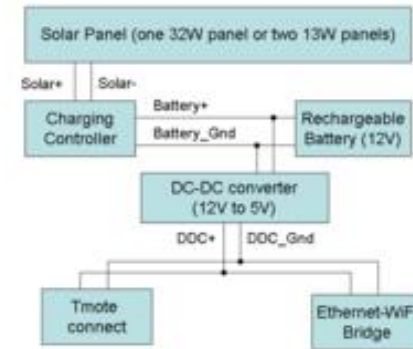 Solar Panel (one 32W panel or two 13W panels)
Solar+
Solar-
Charging
Controller
Battery+
Battery_Gnd
Rechargeable
Battery (12V)
DC-DC converter
(12V to 5V)
DDC+
DDC_Gnd
Tmote
connect
Ethernet-WiF
Bridge